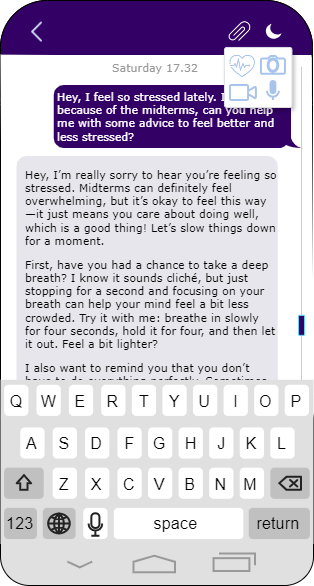 Saturday 17.32
Hey, I feel so stressed lately.
because of the midterms, can you help
me with some advice to feel better and
less stressed?
Hey, I’m really sorry to hear you’re feeling so
stressed. Midterms can definitely feel
overwhelming, but it’s okay to feel this way
—it just means you care about doing well,
which is a good thing! Let’s slow things down
for a moment.
First, have you had a chance to take a deep
breath? I know it sounds cliché, but just
stopping for a second and focusing on your
breath can help your mind feel a bit less
crowded. Try it with me: breathe in slowly
for four seconds, hold it for four, and then let
it out. Feel a bit lighter?
I also want to remind you that you don’t
have to do everything perfectly. Sometimes
Q W E R T Y U I O P
A S D F G H J K L
Z X C V B N M
123 space return